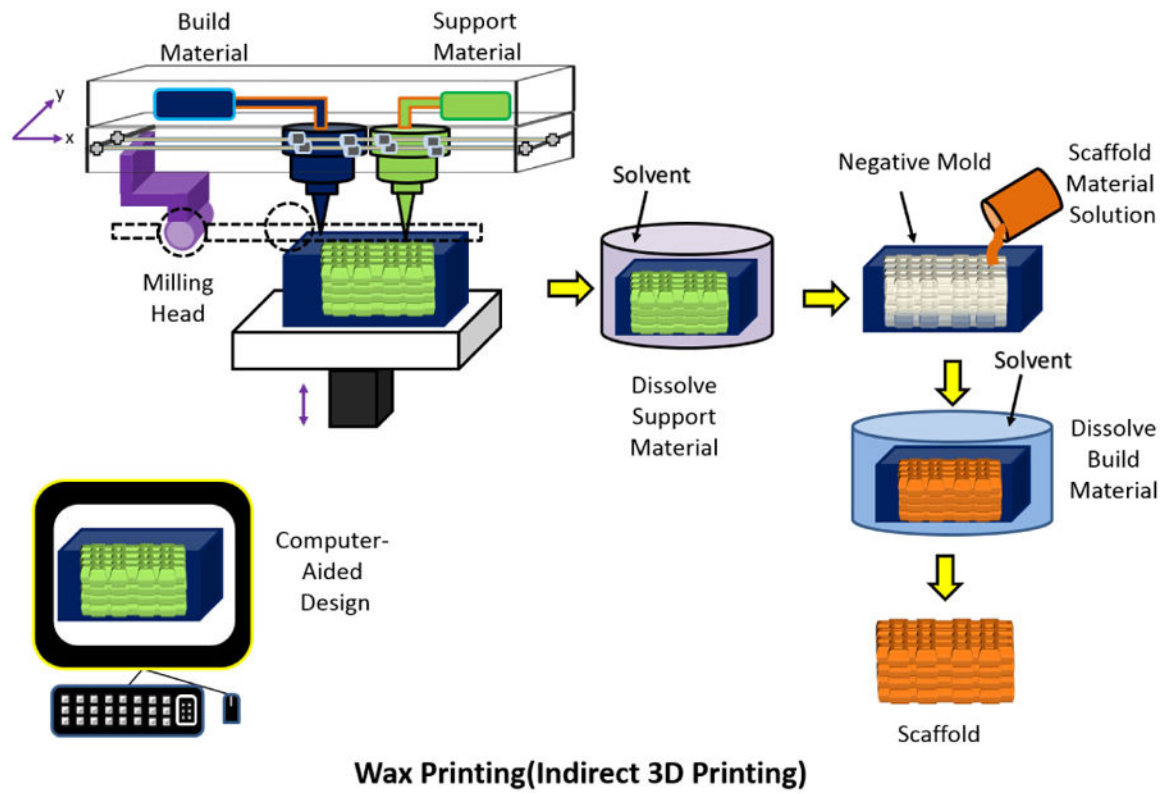 Build
Material
Support
Material
y
x
Milling
Head
Solvent
Dissolve
Support
Material
Negative Mold
Scaffold
Material
Solution
Solvent
Dissolve
Build
Material
Scaffold
Computer-
Aided
Design
Wax Printing(Indirect 3D Printing)